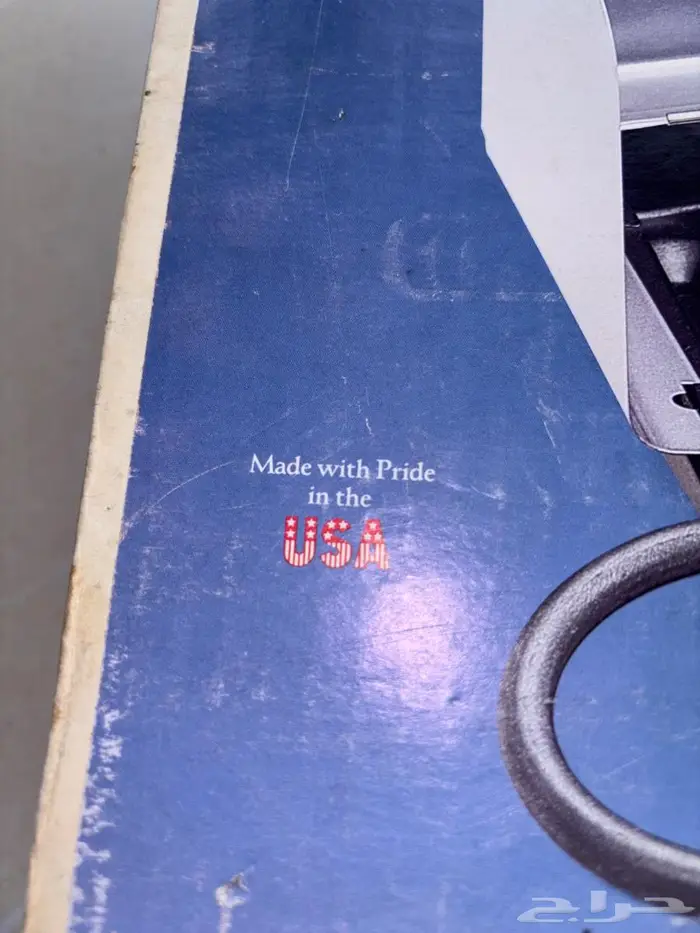 Made with Pride
in the
USA
حراج